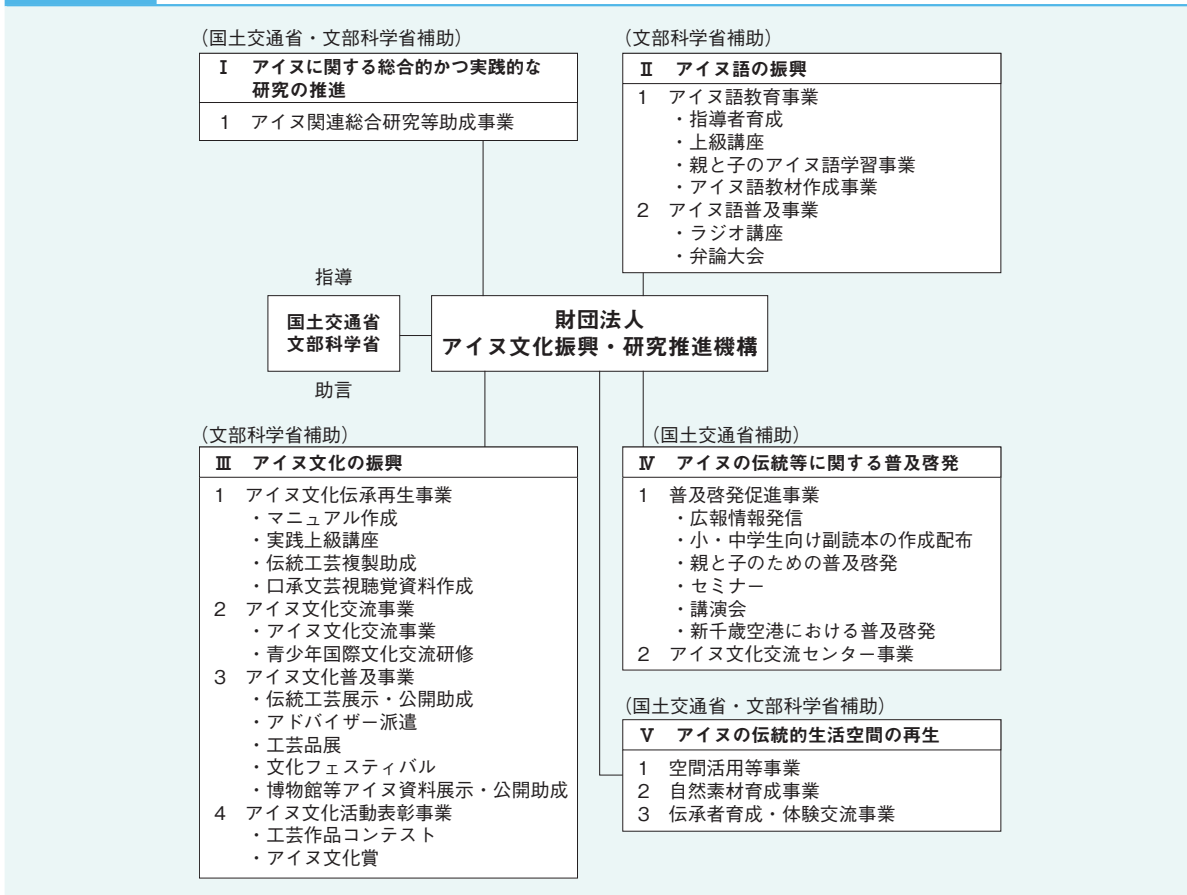 （国土交通省・文部科学省補助）
Ⅰ　アイヌに関する総合的かつ実践的な
研究の推進
1　アイヌ関連総合研究等助成事業
（文部科学省補助）
Ⅱ　アイヌ語の振興
1　アイヌ語教育事業
・指導者育成
・上級講座
・親と子のアイヌ語学習事業
・アイヌ語教材作成事業
2　アイヌ語普及事業
・ラジオ講座
・弁論大会
指導
国土交通省
文部科学省
助言
財団法人
アイヌ文化振興・研究推進機構
（文部科学省補助）
Ⅲ　アイヌ文化の振興
1　アイヌ文化伝承再生事業
・マニュアル作成
・実践上級講座
・伝統工芸複製助成
・口承文芸視聴覚資料作成
2　アイヌ文化交流事業
・アイヌ文化交流事業
・青少年国際文化交流研修
3　アイヌ文化普及事業
・伝統工芸展示・公開助成
・アドバイザー派遣
・工芸品展
・文化フェスティバル
・博物館等アイヌ資料展示・公開助成
4　アイヌ文化活動表彰事業
・工芸作品コンテスト
・アイヌ文化賞
（国土交通省補助）
Ⅳ　アイヌの伝統等に関する普及啓発
1　普及啓発促進事業
・広報情報発信
・小・中学生向け副読本の作成配布
・親と子のための普及啓発
・セミナー
・講演会
・新千歳空港における普及啓発
2　アイヌ文化交流センター事業
（国土交通省・文部科学省補助）
Ⅴ　アイヌの伝統的生活空間の再生
1　空間活用等事業
2　自然素材育成事業
3　伝承者育成・体験交流事業